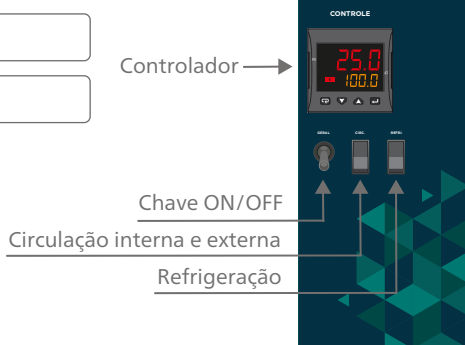 CONTROLE
Controlador
25.0
100.0
GERAL
CIRC.
REFRI.
Chave ON/OFF
Circulação interna e externa
Refrigeração